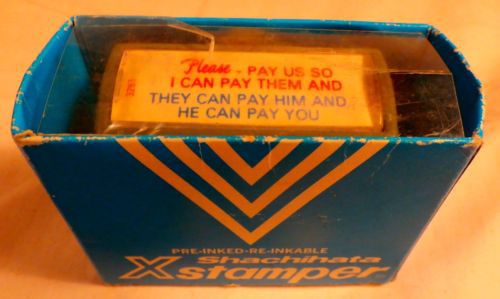 Please - PAY US SO
I CAN PAY THEM AND
THEY CAN PAY HIM AND
HE CAN PAY YOU
PRE-INKED-RE-INKABLE
Shachihata
Xstamper